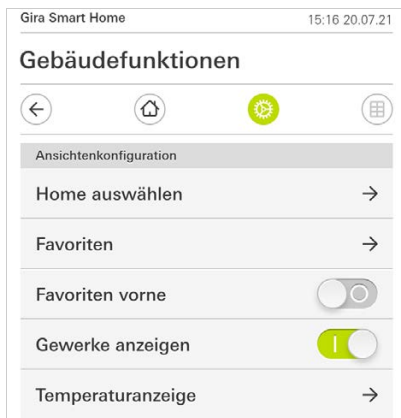 Gira Smart Home 15:16 20.07.21
Gebäudefunktionen
Ansichtenkonfiguration
Home auswählen
Favoriten
Favoriten vorne
Gewerke anzeigen
Temperaturanzeige